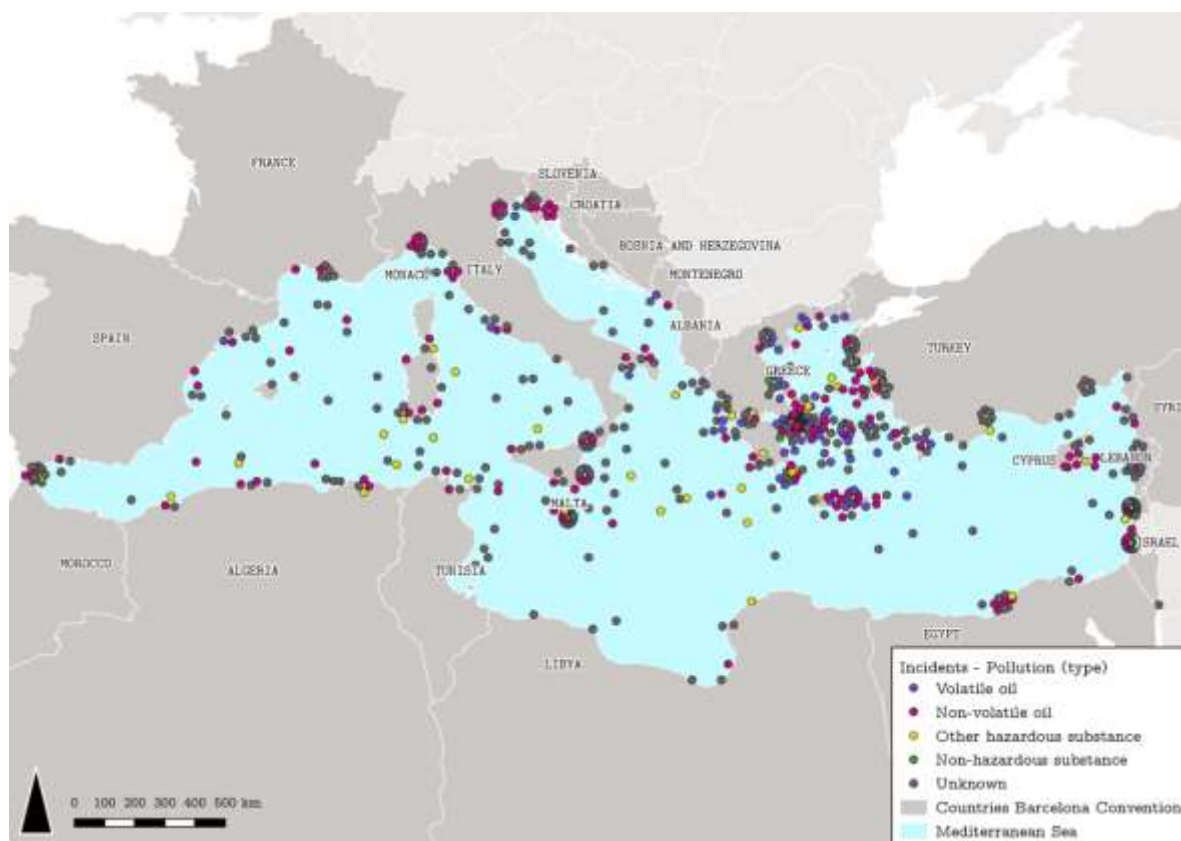 SLOVENIA
FRANCE
CROATIA
BOSNIA AND HERZEGOVINA
MONACO
ITALY
MONTENEGRO
ALBANIA
SPAIN
TURKEY
GREECE
SYRI
CYPRUS
LEBANON
MALTA
ISRAEL
MOROCCO
ALGERIA
TUNISIA
EGYPT
LIBYA
Incidents - Pollution (type)
Volatile oil
Non-volatile oil
Other hazardous substance
Non-hazardous substance
Unknown
Countries Barcelona Convention
Mediterranean Sea
0 100 200 300 400 500 km